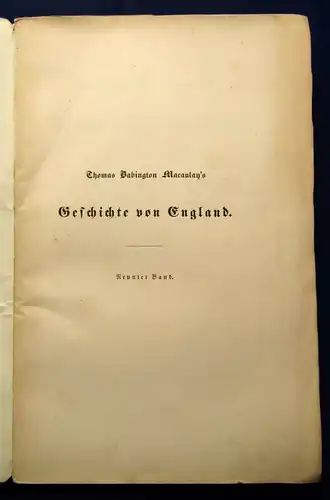 Thomas Babington Macaulay's
Geschichte von England.
Neunter Band.